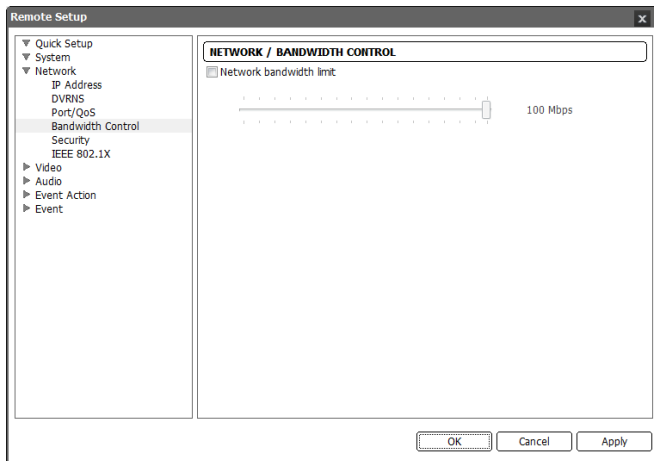 Remote Setup
x
Quick Setup
System
Network
IP Address
DVRNS
Port/QoS
Bandwidth Control
Security
IEEE 802.1X
Video
Audio
Event Action
Event
NETWORK / BANDWIDTH CONTROL
Network bandwidth limit
100 Mbps
OK Cancel Apply